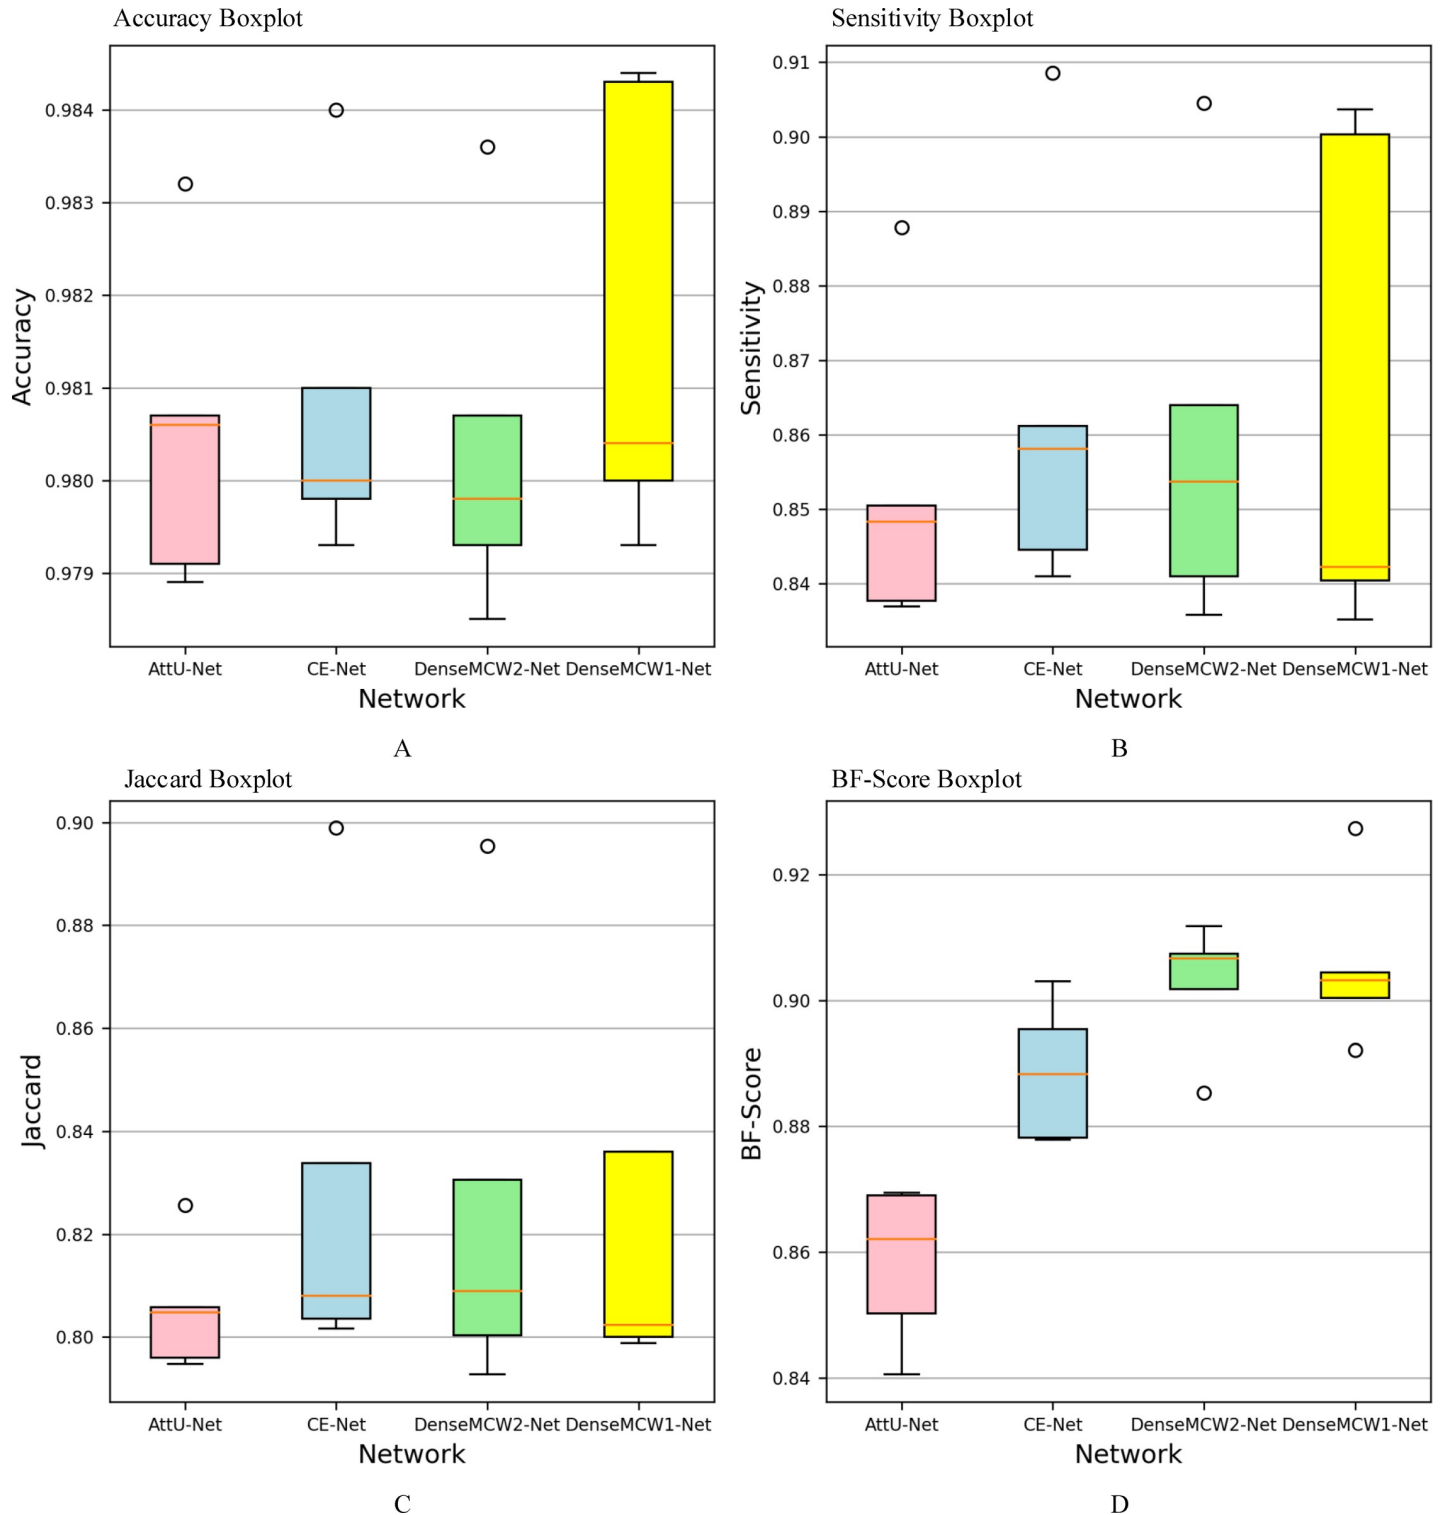 Accuracy Boxplot
0.984
0.983
0.982
0.981
0.980
0.979
Accuracy
AttU-Net CE-Net DenseMCW2-Net DenseMCW1-Net
Network
A
Sensitivity Boxplot
0.91
0.90
0.89
0.88
0.87
0.86
0.85
0.84
Sensitivity
AttU-Net CE-Net DenseMCW2-Net DenseMCW1-Net
Network
B
Jaccard Boxplot
0.90
0.88
0.86
0.84
0.82
0.80
Jaccard
AttU-Net CE-Net DenseMCW2-Net DenseMCW1-Net
Network
C
BF-Score Boxplot
0.92
0.90
0.88
0.86
0.84
BF-Score
AttU-Net CE-Net DenseMCW2-Net DenseMCW1-Net
Network
D